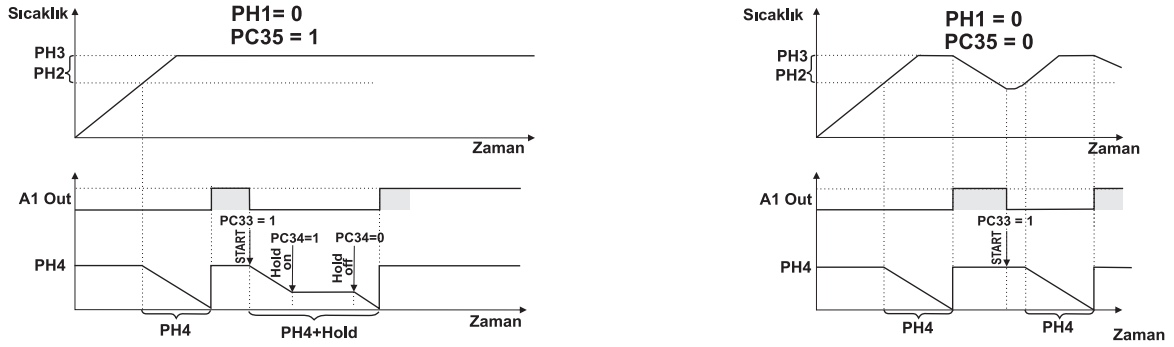 Sıcaklık
PH1= 0
PC35 = 1
PH3
PH2
Zaman
A1 Out
PC33 = 1
START
PC34=1
Hold on
PC34=0
Hold off
PH4
PH4
PH4+Hold
Zaman
Sıcaklık
PH1 = 0
PC35 = 0
PH3
PH2
Zaman
A1 Out
PC33 = 1
START
PH4
PH4
PH4
Zaman